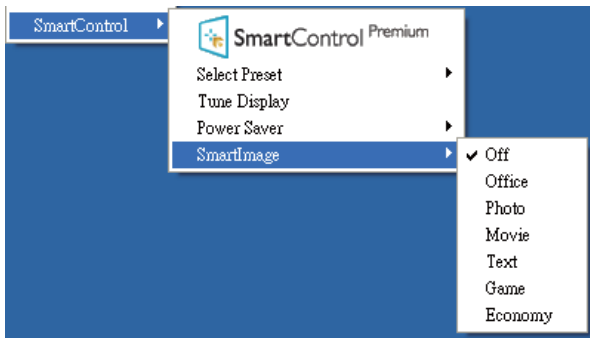 SmartControl
SmartControl Premium
Select Preset
Tune Display
Power Saver
SmartImage
Off
Office
Photo
Movie
Text
Game
Economy